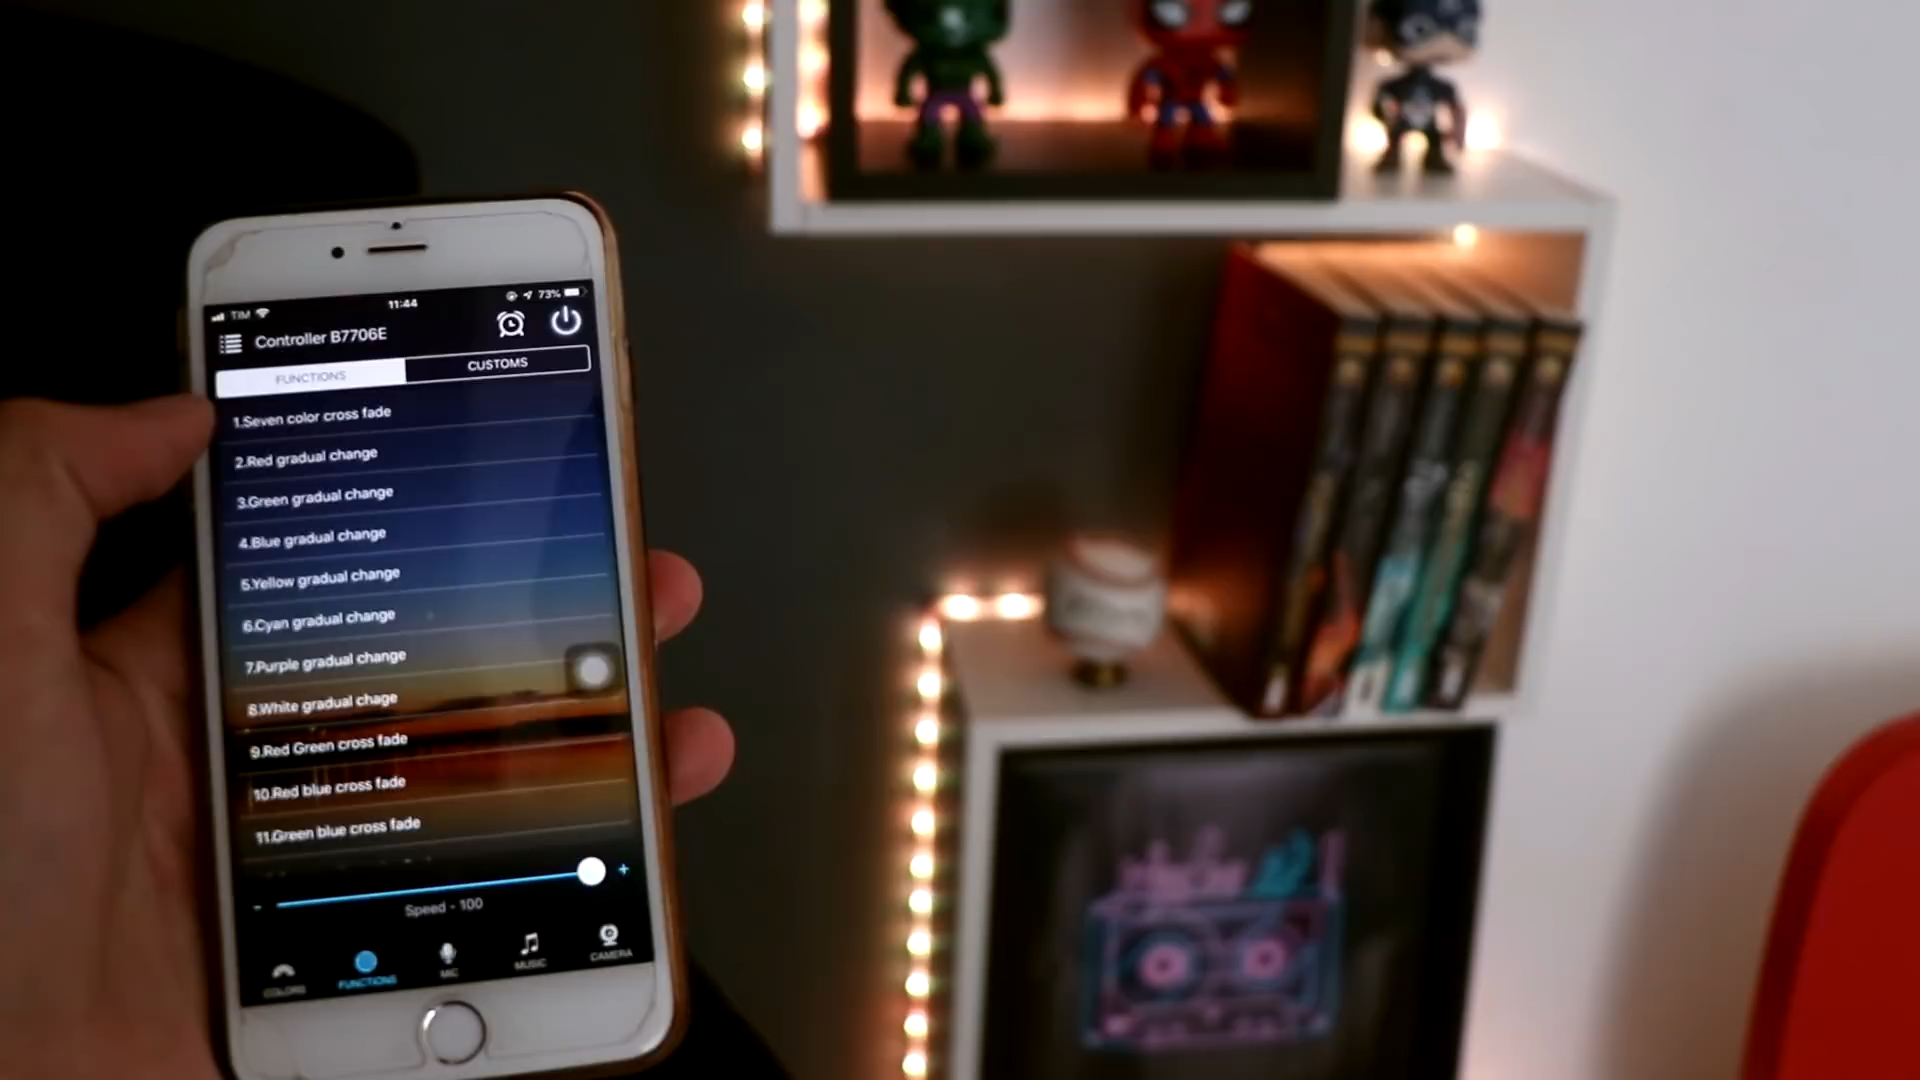 TIM 11:44 73%
Controller B7706E
FUNCTIONS CUSTOMS
1.Seven color cross fade
2.Red gradual change
3.Green gradual change
4.Blue gradual change
5.Yellow gradual change
6.Cyan gradual change
7.Purple gradual change
8.White gradual chage
9.Red Green cross fade
10.Red blue cross fade
11.Green blue cross fade
- +
Speed - 100
COLORS FUNCTIONS MIC MUSIC CAMERA